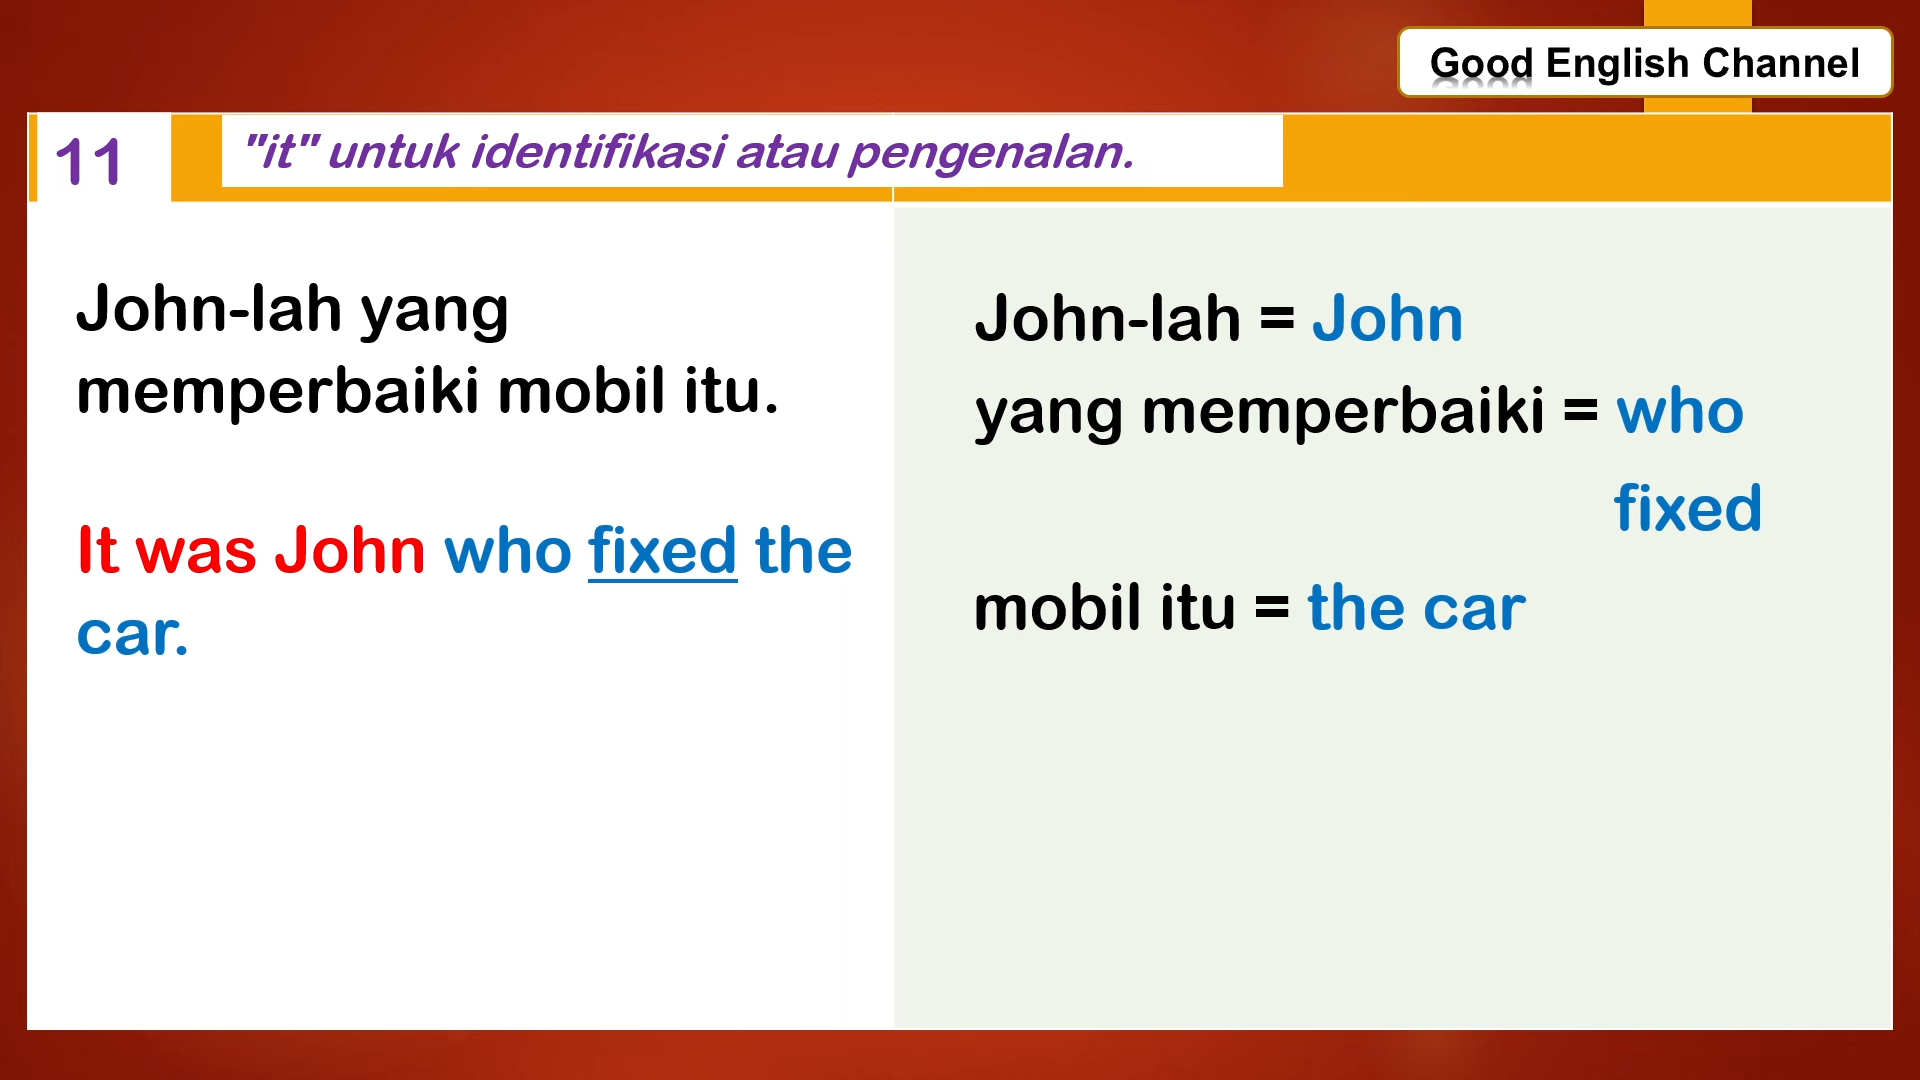 Good English Channel
11
"it" untuk identifikasi atau pengenalan.
John-lah yang
memperbaiki mobil itu.
It was John who fixed the
car.
John-lah = John
yang memperbaiki = who
fixed
mobil itu = the car